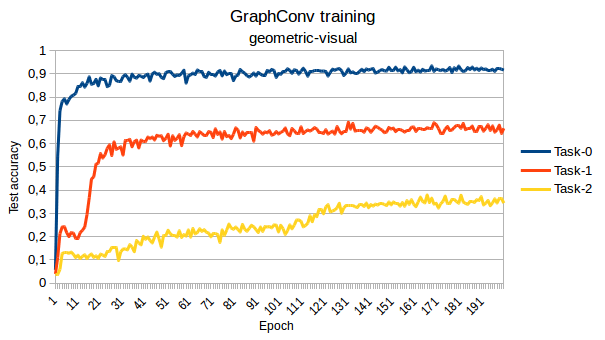 GraphConv training
geometric-visual
1
0,9
0,8
0,7
0,6
0,5
0,4
0,3
0,2
0,1
0
Test accuracy
1 11 21 31 41 51 61 71 81 91 101 111 121 131 141 151 161 171 181 191
Epoch
Task-0
Task-1
Task-2